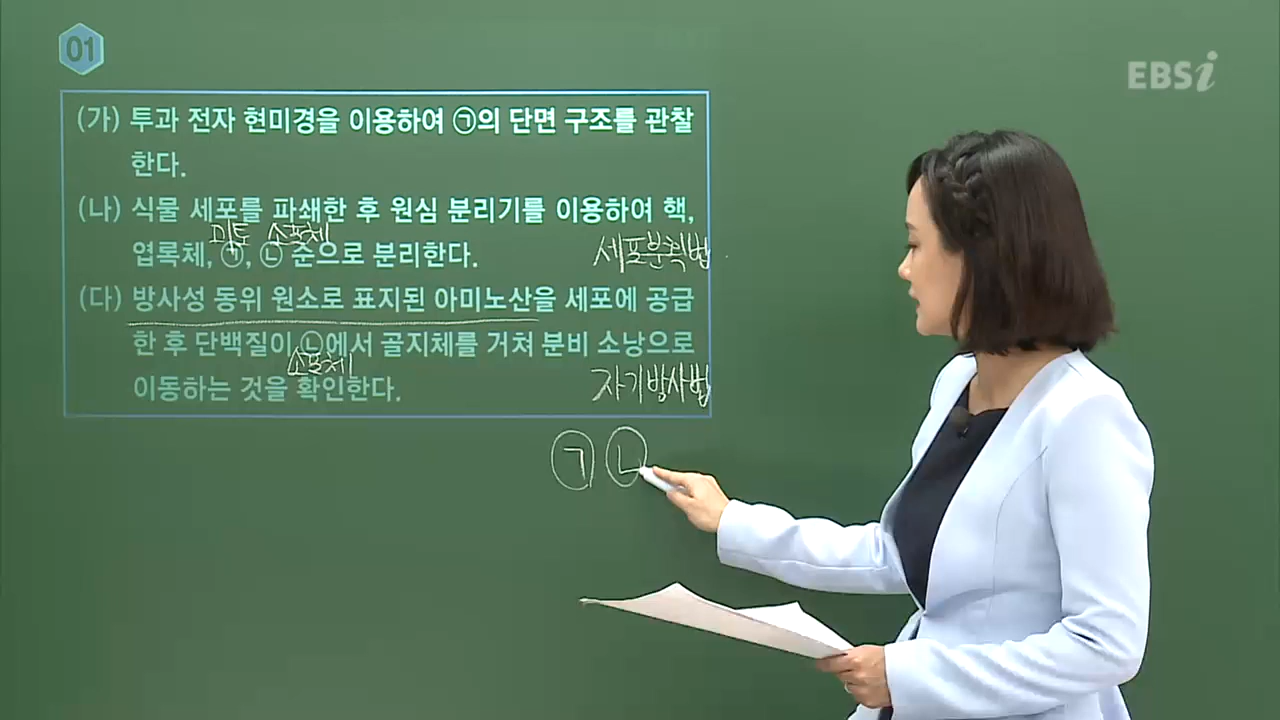 01
EBSi
(가) 투과 전자 현미경을 이용하여 ㉠의 단면 구조를 관찰
한다.
(나) 식물 세포를 파쇄한 후 원심 분리기를 이용하여 핵,
미토 소포체
엽록체, ㉠, ㉡ 순으로 분리한다.
세포분획법
(다) 방사성 동위 원소로 표지된 아미노산을 세포에 공급
한 후 단백질이 ㉡에서 골지체를 거쳐 분비 소낭으로
소포체
이동하는 것을 확인한다.
자기방사법
㉠ ㉡